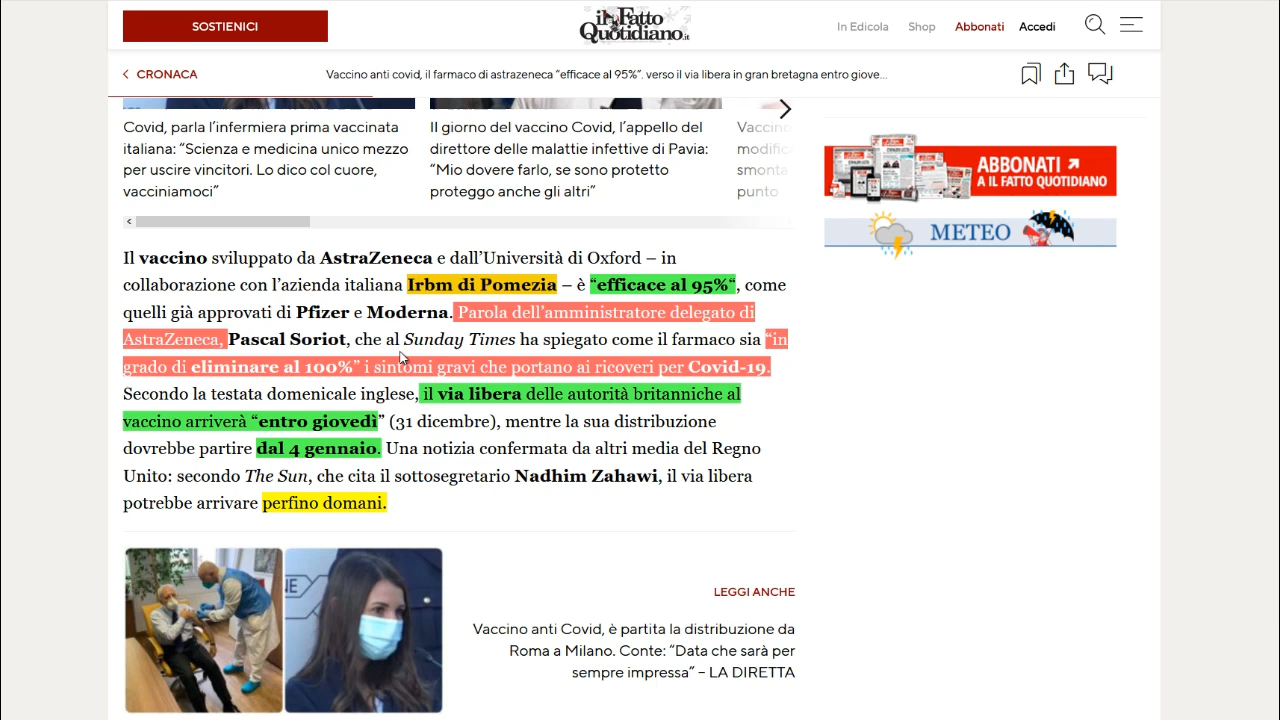 SOSTIENICI
il Fatto
Quotidiano.it
In Edicola
Shop
Abbonati
Accedi
CRONACA
Vaccino anti covid, il farmaco di astrazeneca “efficace al 95%”. verso il via libera in gran bretagna entro giove...
Covid, parla l’infermiera prima vaccinata
italiana: “Scienza e medicina unico mezzo
per uscire vincitori. Lo dico col cuore,
vacciniamoci”
Il giorno del vaccino Covid, l’appello del
direttore delle malattie infettive di Pavia:
“Mio dovere farlo, se sono protetto
proteggo anche gli altri”
Vaccino
modific
smonta
punto
ABBONATI
A IL FATTO QUOTIDIANO
METEO
Il vaccino sviluppato da AstraZeneca e dall’Università di Oxford – in
collaborazione con l’azienda italiana Irbm di Pomezia – è “efficace al 95%“, come
quelli già approvati di Pfizer e Moderna. Parola dell’amministratore delegato di
AstraZeneca, Pascal Soriot, che al Sunday Times ha spiegato come il farmaco sia “in
grado di eliminare al 100%” i sintomi gravi che portano ai ricoveri per Covid-19.
Secondo la testata domenicale inglese, il via libera delle autorità britanniche al
vaccino arriverà “entro giovedì” (31 dicembre), mentre la sua distribuzione
dovrebbe partire dal 4 gennaio. Una notizia confermata da altri media del Regno
Unito: secondo The Sun, che cita il sottosegretario Nadhim Zahawi, il via libera
potrebbe arrivare perfino domani.
LEGGI ANCHE
Vaccino anti Covid, è partita la distribuzione da
Roma a Milano. Conte: “Data che sarà per
sempre impressa” – LA DIRETTA